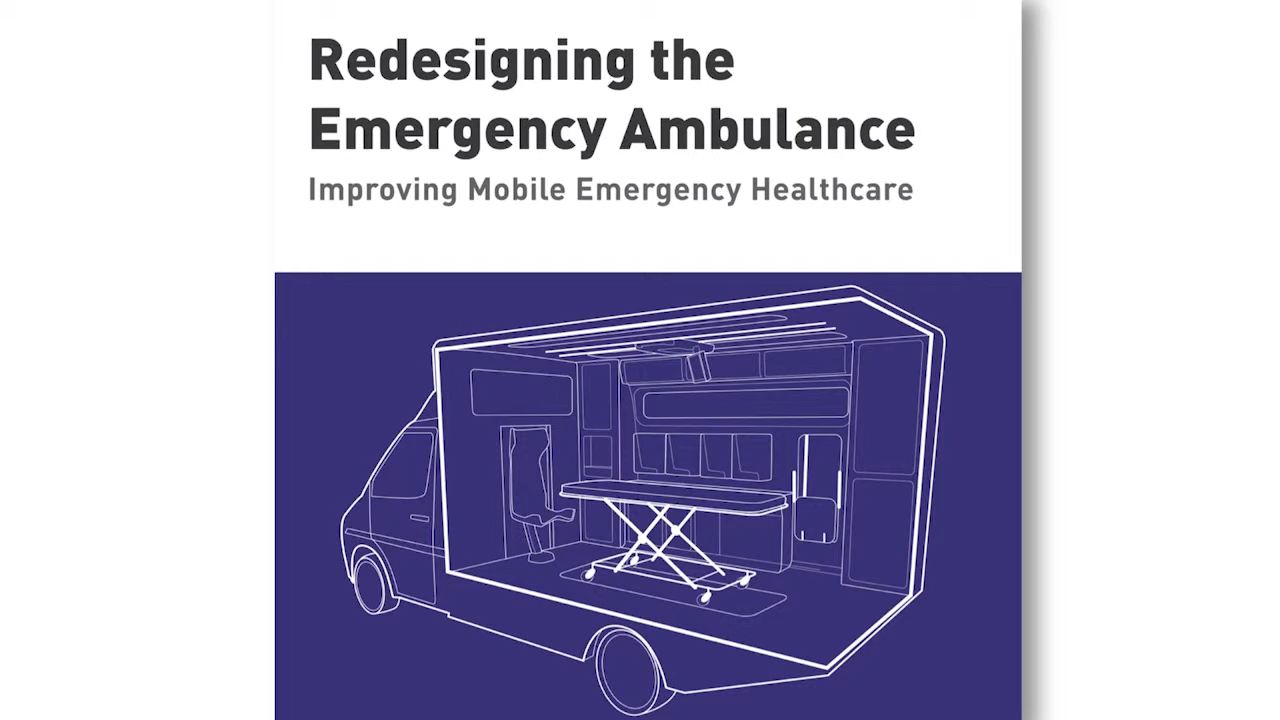 Redesigning the
Emergency Ambulance
Improving Mobile Emergency Healthcare